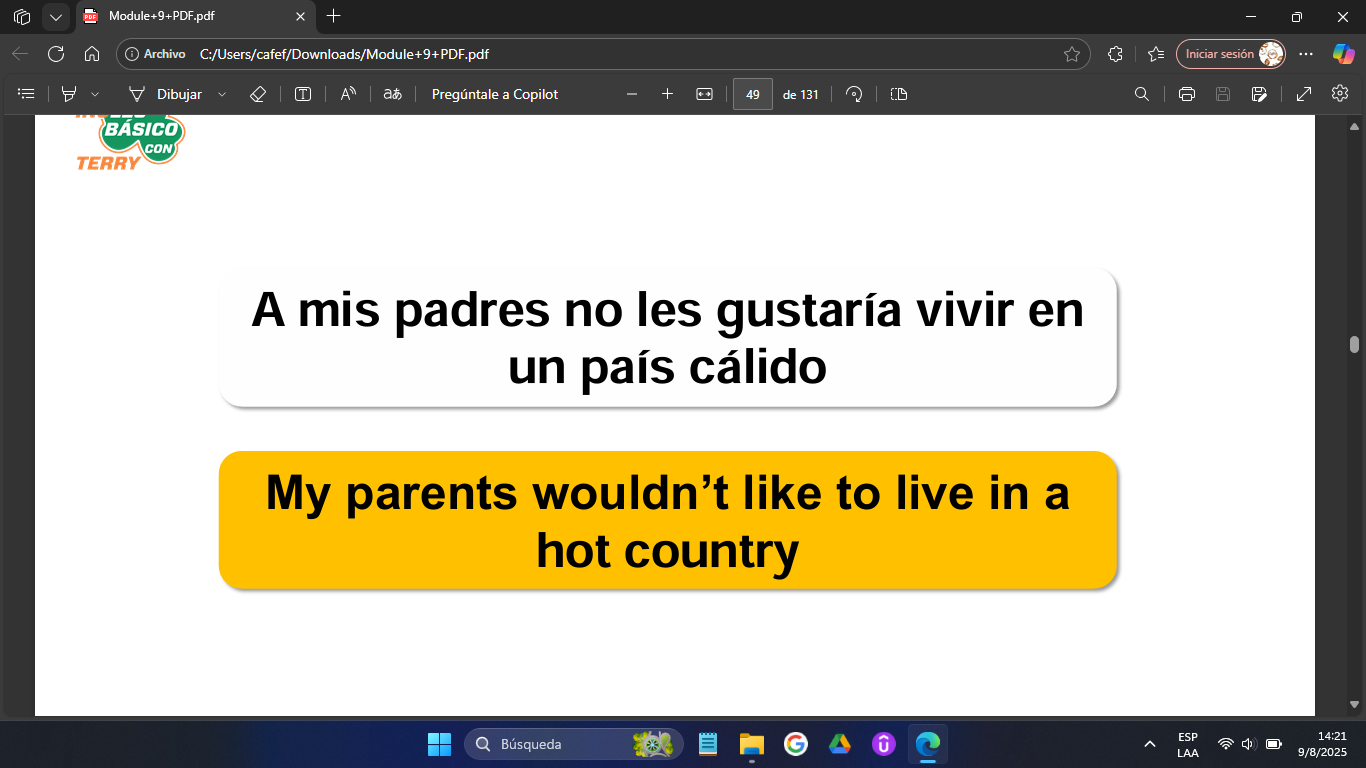 Module+9+PDF.pdf
Archivo C:/Users/cafef/Downloads/Module+9+PDF.pdf Iniciar sesión
Dibujar Pregúntale a Copilot 49 de 131
BÁSICO
CON
TERRY
A mis padres no les gustaría vivir en
un país cálido
My parents wouldn’t like to live in a
hot country
Búsqueda
ESP
LAA
14:21
9/8/2025